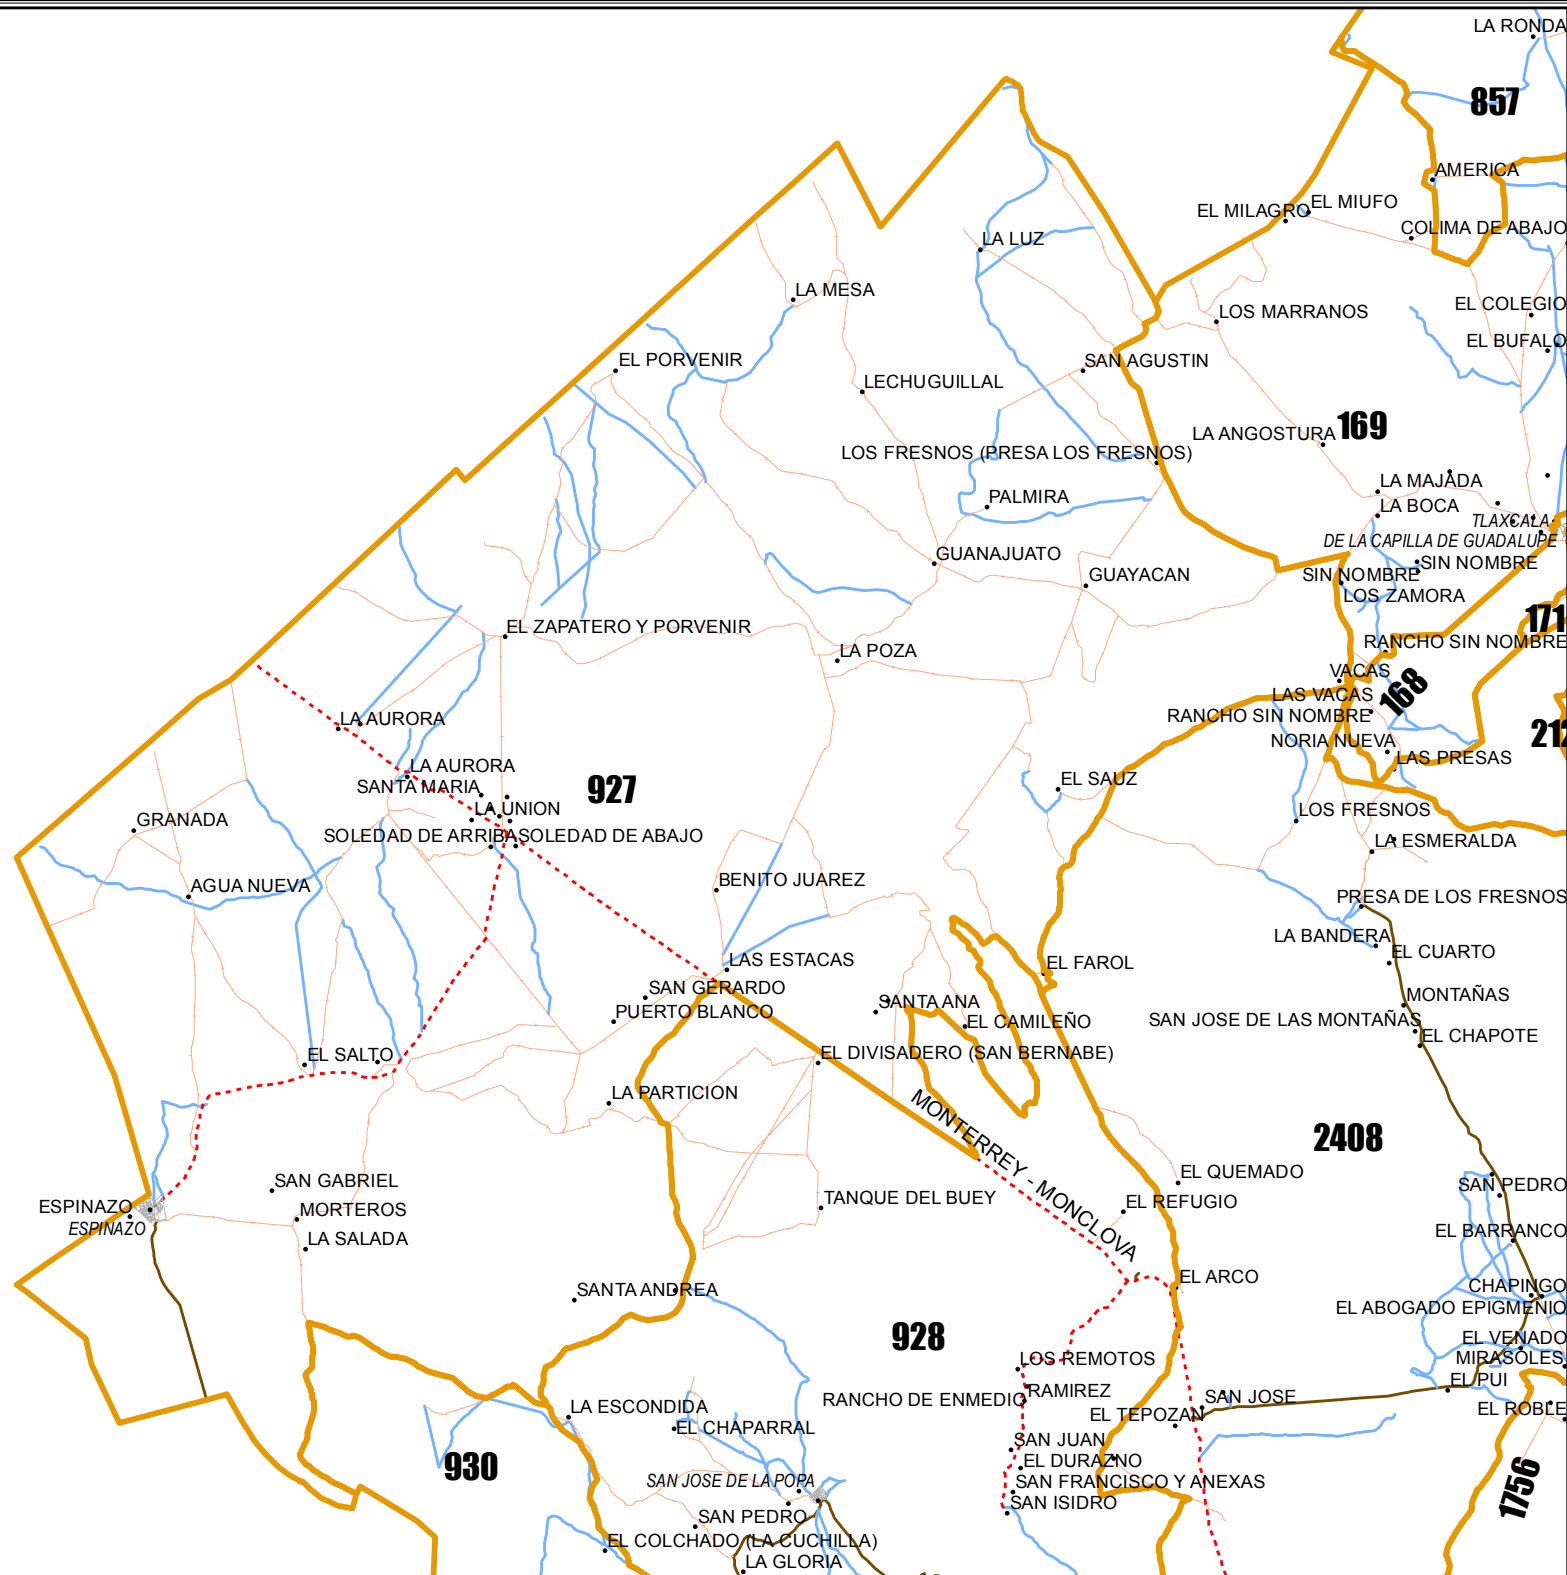 LA RONDA
857
AMERICA
EL MILAGRO
EL MIUFO
COLIMA DE ABAJO
LA LUZ
LA MESA
EL COLEGIO
LOS MARRANOS
EL BUFALO
EL PORVENIR
SAN AGUSTIN
LECHUGUILLAL
169
LA ANGOSTURA
LOS FRESNOS (PRESA LOS FRESNOS)
LA MAJADA
PALMIRA
LA BOCA
TLAXCALA
DE LA CAPILLA DE GUADALUPE
GUANAJUATO
SIN NOMBRE
GUAYACAN
SIN NOMBRE
LOS ZAMORA
171
EL ZAPATERO Y PORVENIR
RANCHO SIN NOMBRE
LA POZA
VACAS
168
LAS VACAS
RANCHO SIN NOMBRE
LA AURORA
212
NORIA NUEVA
LAS PRESAS
LA AURORA
EL SAUZ
SANTA MARIA
927
LA UNION
LOS FRESNOS
GRANADA
SOLEDAD DE ARRIBA
SOLEDAD DE ABAJO
LA ESMERALDA
BENITO JUAREZ
AGUA NUEVA
PRESA DE LOS FRESNOS
LA BANDERA
EL CUARTO
LAS ESTACAS
EL FAROL
SAN GERARDO
MONTAÑAS
SANTA ANA
PUERTO BLANCO
EL CAMILEÑO
SAN JOSE DE LAS MONTAÑAS
EL CHAPOTE
EL SALTO
EL DIVISADERO (SAN BERNABE)
LA PARTICION
MONTERREY - MONCLOVA
2408
EL QUEMADO
SAN GABRIEL
SAN PEDRO
TANQUE DEL BUEY
EL REFUGIO
ESPINAZO
MORTEROS
ESPINAZO
EL BARRANCO
LA SALADA
EL ARCO
CHAPINGO
SANTA ANDREA
EL ABOGADO EPIGMENIO
928
EL VENADO
LOS REMOTOS
MIRASOLES
EL PUI
RAMIREZ
RANCHO DE ENMEDIO
SAN JOSE
LA ESCONDIDA
EL TEPOZAN
EL ROBLE
EL CHAPARRAL
SAN JUAN
930
EL DURAZNO
SAN JOSE DE LA POPA
SAN FRANCISCO Y ANEXAS
1756
SAN ISIDRO
SAN PEDRO
EL COLCHADO (LA CUCHILLA)
LA GLORIA